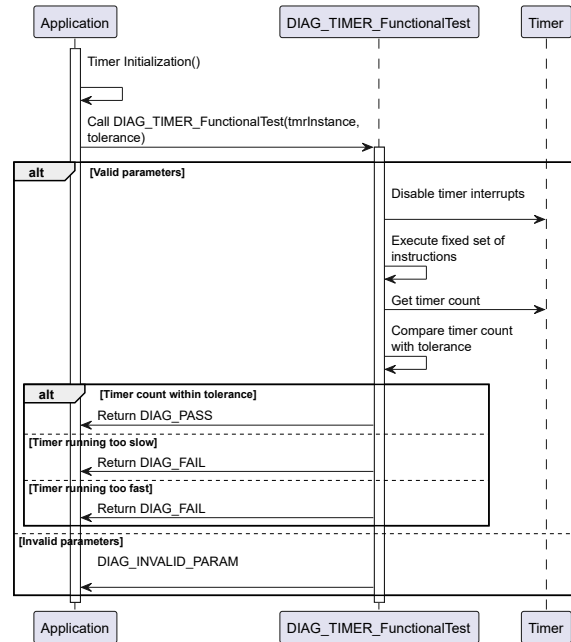 Application
DIAG_TIMER_FunctionalTest
Timer
Timer Initialization()
Call DIAG_TIMER_FunctionalTest(tmrInstance,
tolerance)
alt
[Valid parameters]
Disable timer interrupts
Execute fixed set of
instructions
Get timer count
Compare timer count
with tolerance
alt
[Timer count within tolerance]
Return DIAG_PASS
[Timer running too slow]
Return DIAG_FAIL
[Timer running too fast]
Return DIAG_FAIL
[Invalid parameters]
DIAG_INVALID_PARAM
Application
DIAG_TIMER_FunctionalTest
Timer